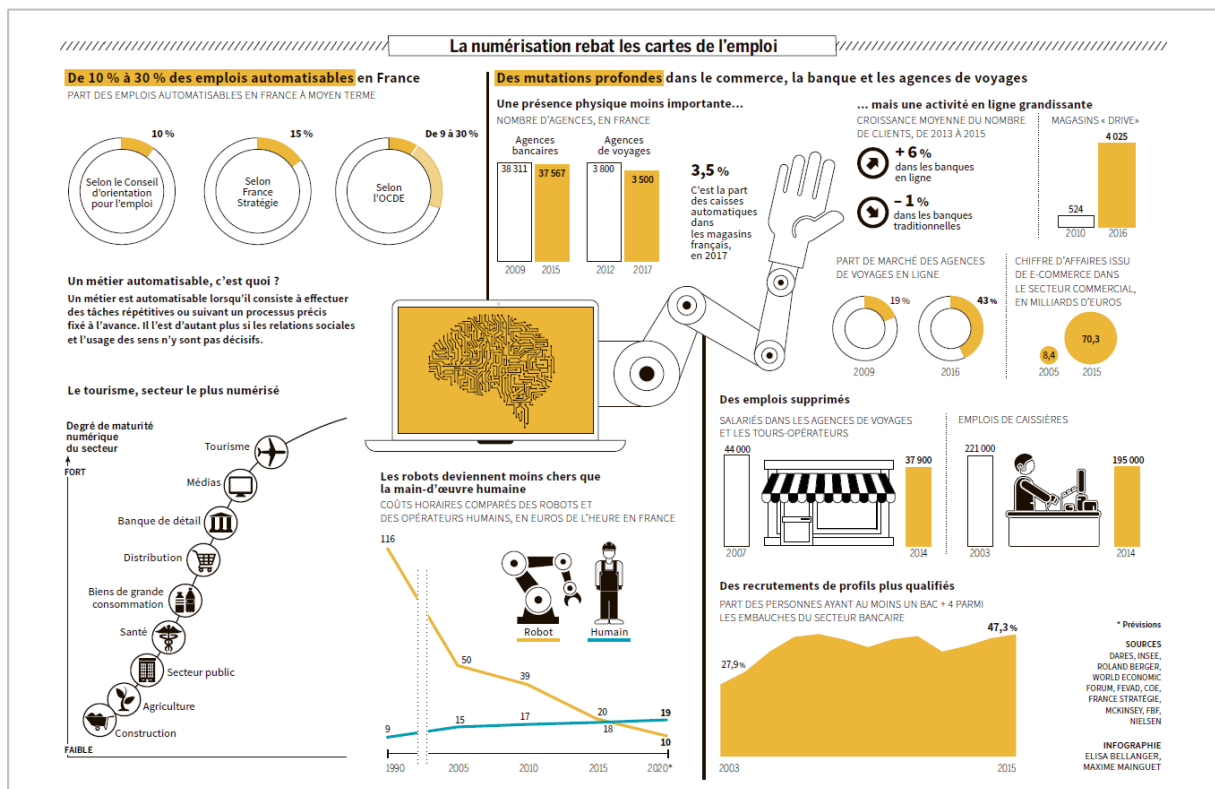 La numérisation rebat les cartes de l'emploi
De 10 % à 30 % des emplois automatisables en France
PART DES EMPLOIS AUTOMATISABLES EN FRANCE À MOYEN TERME
10 %
Selon le Conseil
d'orientation
pour l'emploi
15 %
Selon
France
Stratégie
De 9 à 30 %
Selon
l'OCDE
Un métier automatisable, c'est quoi ?
Un métier est automatisable lorsqu'il consiste à effectuer
des tâches répétitives ou suivant un processus précis
fixé à l'avance. Il l'est d'autant plus si les relations sociales
et l'usage des sens n'y sont pas décisifs.
Le tourisme, secteur le plus numérisé
Degré de maturité
numérique
du secteur
FORT
Tourisme
Médias
Banque de détail
Distribution
Biens de grande
consommation
Santé
Secteur public
Agriculture
Construction
FAIBLE
Les robots deviennent moins chers que
la main-d'œuvre humaine
COÛTS HORAIRES COMPARÉS DES ROBOTS ET
DES OPÉRATEURS HUMAINS, EN EUROS DE L'HEURE EN FRANCE
116
Robot
Humain
50
39
20
19
9
15
17
18
10
1990
2005
2010
2015
2020*
Des mutations profondes dans le commerce, la banque et les agences de voyages
Une présence physique moins importante...
NOMBRE D'AGENCES, EN FRANCE
Agences
bancaires
38 311
37 567
2009
2015
Agences
de voyages
3 800
3 500
2012
2017
3,5 %
C'est la part
des caisses
automatiques
dans
les magasins
français,
en 2017
... mais une activité en ligne grandissante
CROISSANCE MOYENNE DU NOMBRE
DE CLIENTS, DE 2013 À 2015
+ 6 %
dans les banques
en ligne
– 1 %
dans les banques
traditionnelles
MAGASINS « DRIVE»
4 025
524
2010
2016
PART DE MARCHÉ DES AGENCES
DE VOYAGES EN LIGNE
19 %
43 %
2009
2016
CHIFFRE D'AFFAIRES ISSU
DE E-COMMERCE DANS
LE SECTEUR COMMERCIAL,
EN MILLIARDS D'EUROS
8,4
70,3
2005
2015
Des emplois supprimés
SALARIÉS DANS LES AGENCES DE VOYAGES
ET LES TOURS-OPÉRATEURS
44 000
37 900
2007
2014
EMPLOIS DE CAISSIÈRES
221 000
195 000
2003
2014
Des recrutements de profils plus qualifiés
PART DES PERSONNES AYANT AU MOINS UN BAC + 4 PARMI
LES EMBAUCHES DU SECTEUR BANCAIRE
27,9 %
47,3 %
2003
2015
* Prévisions
SOURCES
DARES, INSEE,
ROLAND BERGER,
WORLD ECONOMIC
FORUM, FEVAD, COE,
FRANCE STRATÉGIE,
MCKINSEY, FBF,
NIELSEN
INFOGRAPHIE
ELISA BELLANGER,
MAXIME MAINGUET